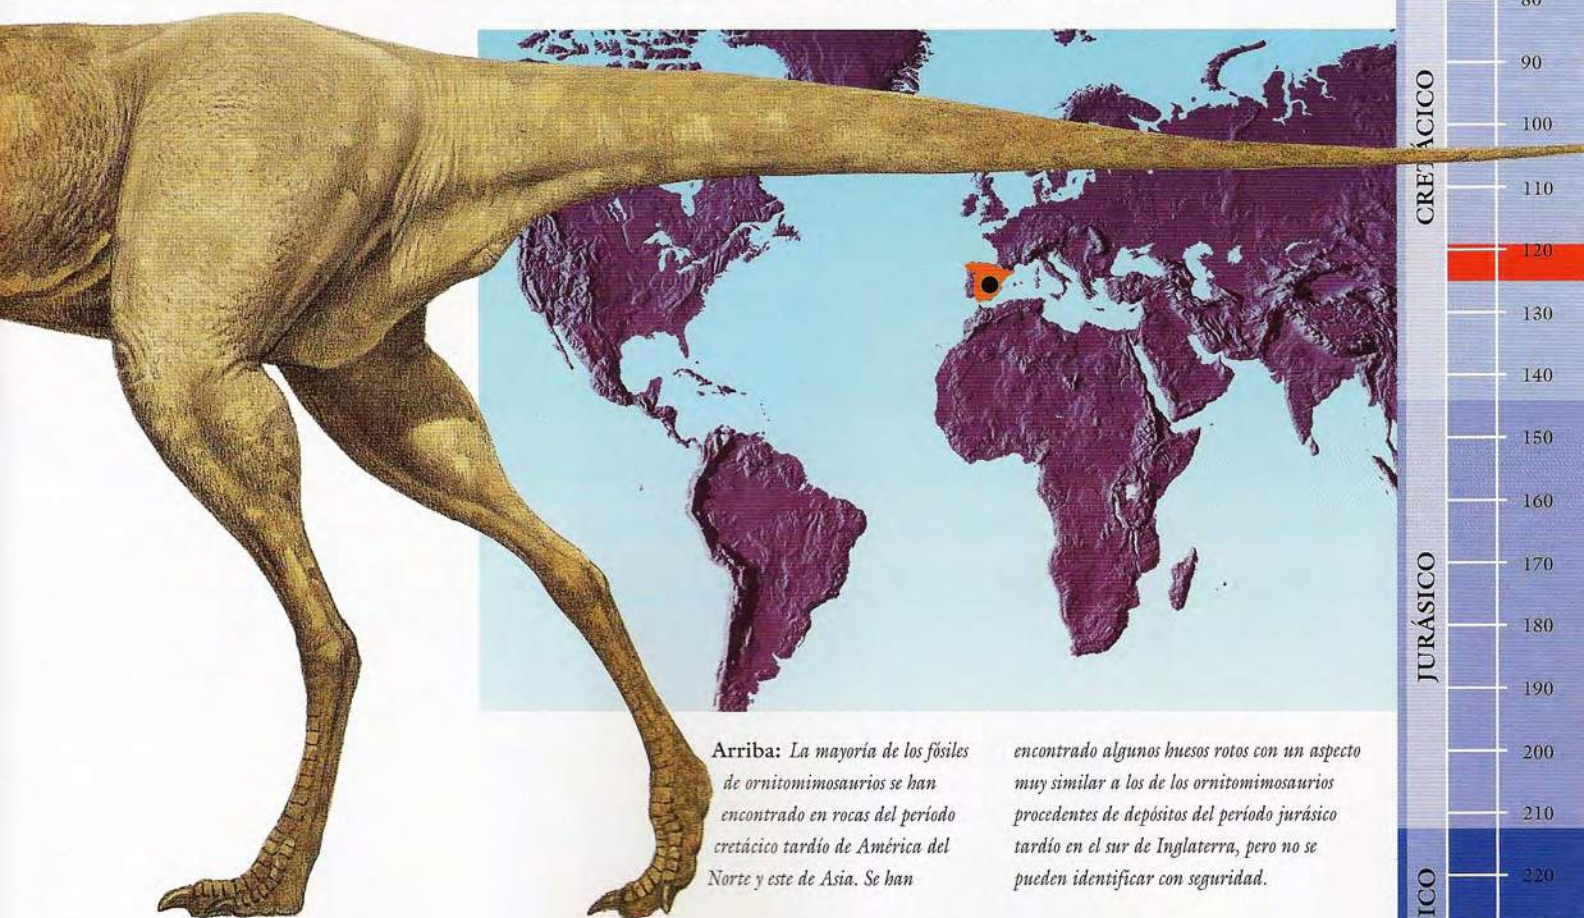 Arriba: La mayoría de los fósiles
de ornitomimosaurios se han
encontrado en rocas del período
cretácico tardío de América del
Norte y este de Asia. Se han
encontrado algunos huesos rotos con un aspecto
muy similar a los de los ornitomimosaurios
procedentes de depósitos del período jurásico
tardío en el sur de Inglaterra, pero no se
pueden identificar con seguridad.
CRETÁCICO
JURÁSICO
ICO
80
90
100
110
120
130
140
150
160
170
180
190
200
210
220